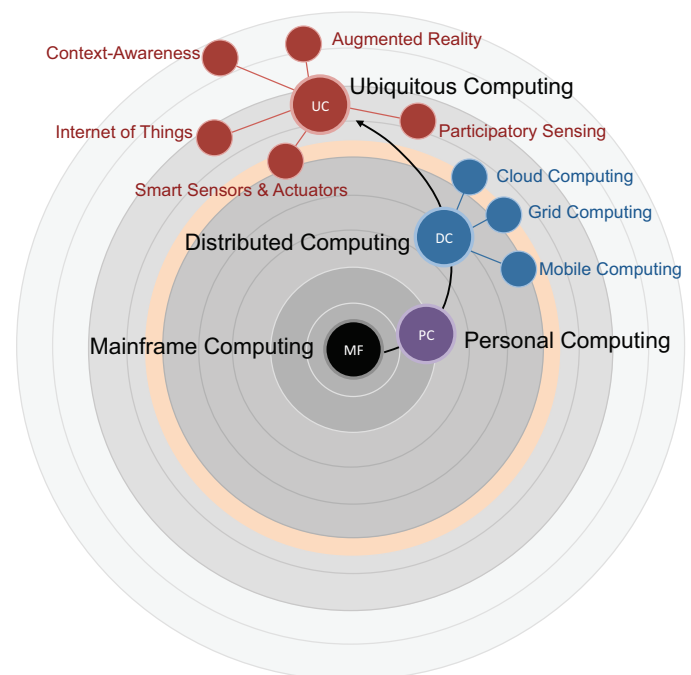 Augmented Reality
Context-Awareness
Ubiquitous Computing
UC
Internet of Things
Participatory Sensing
Smart Sensors & Actuators
Cloud Computing
Grid Computing
Distributed Computing
DC
Mobile Computing
Mainframe Computing
MF
PC
Personal Computing